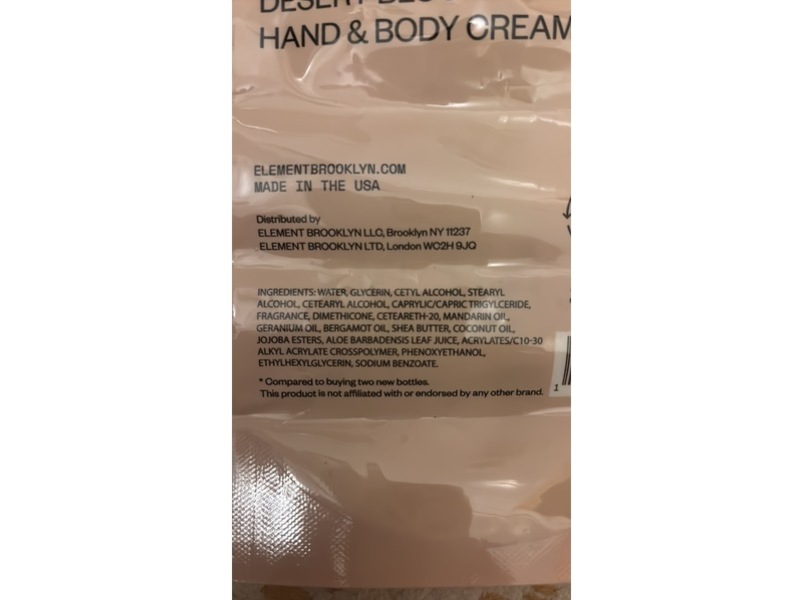 DESERT
HAND & BODY CREAM
ELEMENTBROOKLYN.COM
MADE IN THE USA
Distributed by
ELEMENT BROOKLYN LLC, Brooklyn NY 11237
ELEMENT BROOKLYN LTD, London WC2H 9JQ
INGREDIENTS: WATER, GLYCERIN, CETYL ALCOHOL, STEARYL
ALCOHOL, CETEARYL ALCOHOL, CAPRYLIC/CAPRIC TRIGYLCERIDE,
FRAGRANCE, DIMETHICONE, CETEARETH-20, MANDARIN OIL,
GERANIUM OIL, BERGAMOT OIL, SHEA BUTTER, COCONUT OIL,
JOJOBA ESTERS, ALOE BARBADENSIS LEAF JUICE, ACRYLATES/C10-30
ALKYL ACRYLATE CROSSPOLYMER, PHENOXYETHANOL,
ETHYLHEXYLGLYCERIN, SODIUM BENZOATE.
* Compared to buying two new bottles.
This product is not affiliated with or endorsed by any other brand.
1